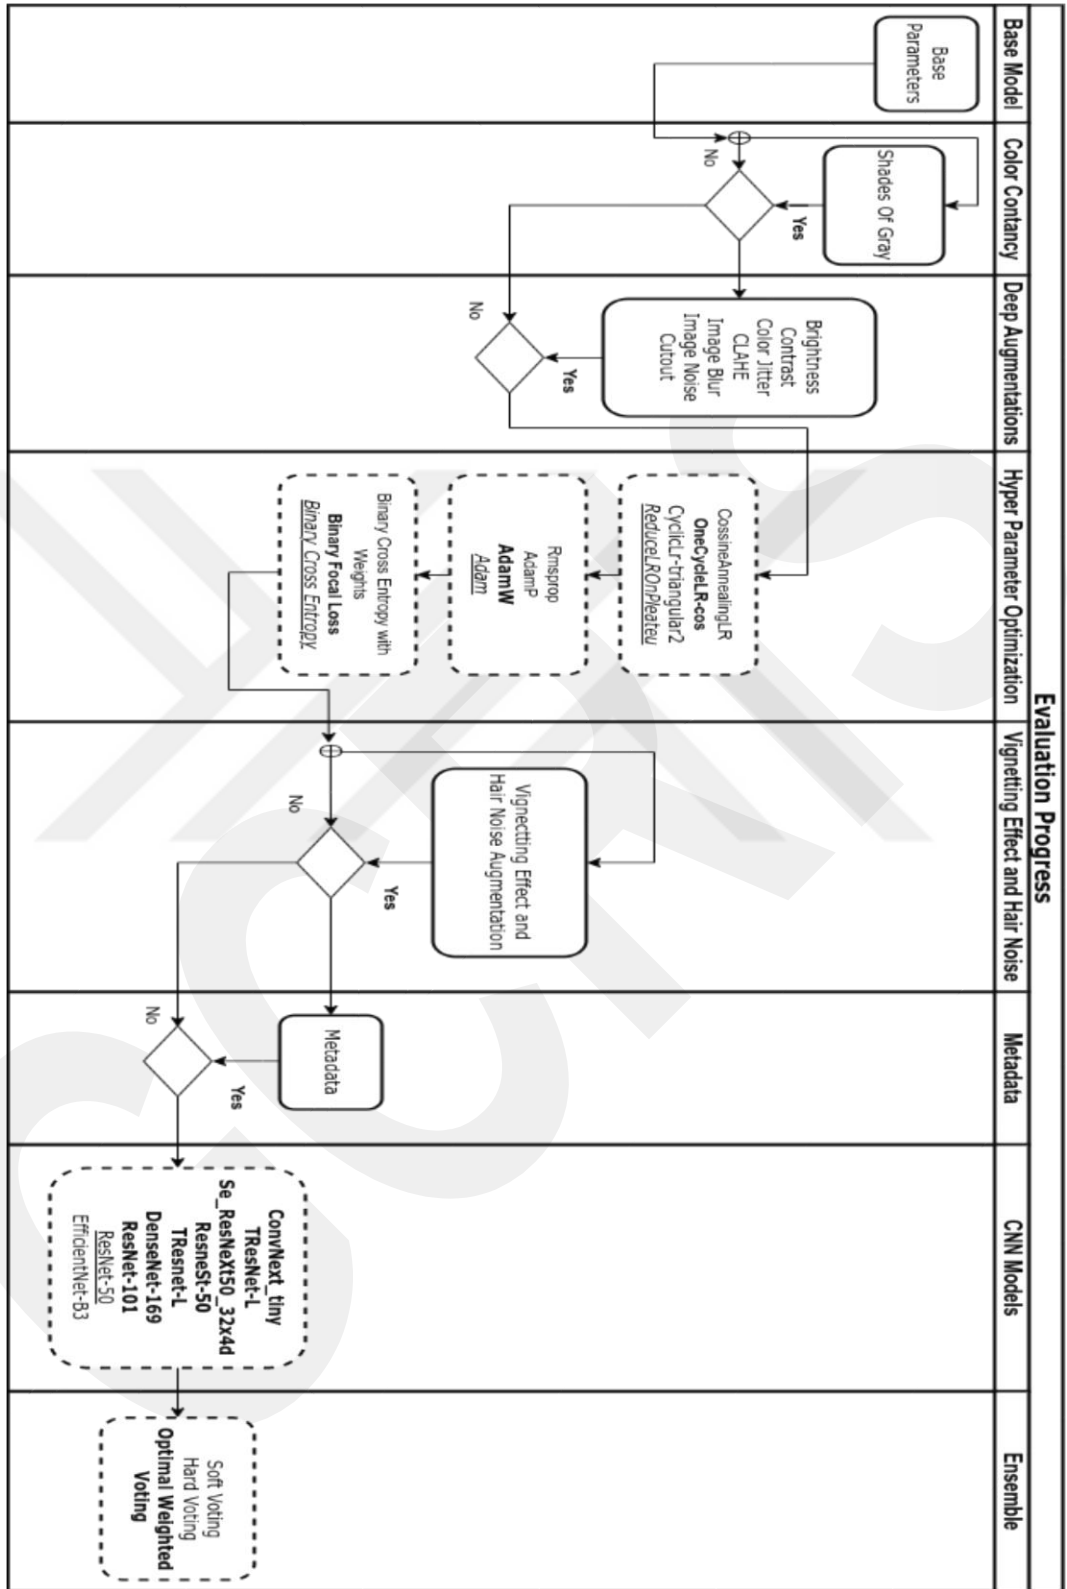 Evaluation Progress
Base Model
Color Contancy
Deep Augmentations
Hyper Parameter Optimization
Vignetting Effect and Hair Noise
Metadata
CNN Models
Ensemble
Base
Parameters
Shades Of Gray
Yes
No
Brightness
Contrast
Color Jitter
CLAHE
Image Blur
Image Noise
Cutout
Yes
No
CossineAnnealingLR
OneCycleLR-cos
CyclicLr-triangular2
ReduceLROnPleateu
Rmsprop
AdamP
AdamW
Adam
Binary Cross Entropy with
Weights
Binary Focal Loss
Binary Cross Entropy
Vignectting Effect and
Hair Noise Augmentation
Yes
No
Metadata
Yes
No
ConvNext_tiny
TResNet-L
Se_ResNeXt50_32x4d
ResneSt-50
TResnet-L
DenseNet-169
ResNet-101
ResNet-50
EfficientNet-B3
Soft Voting
Hard Voting
Optimal Weighted
Voting